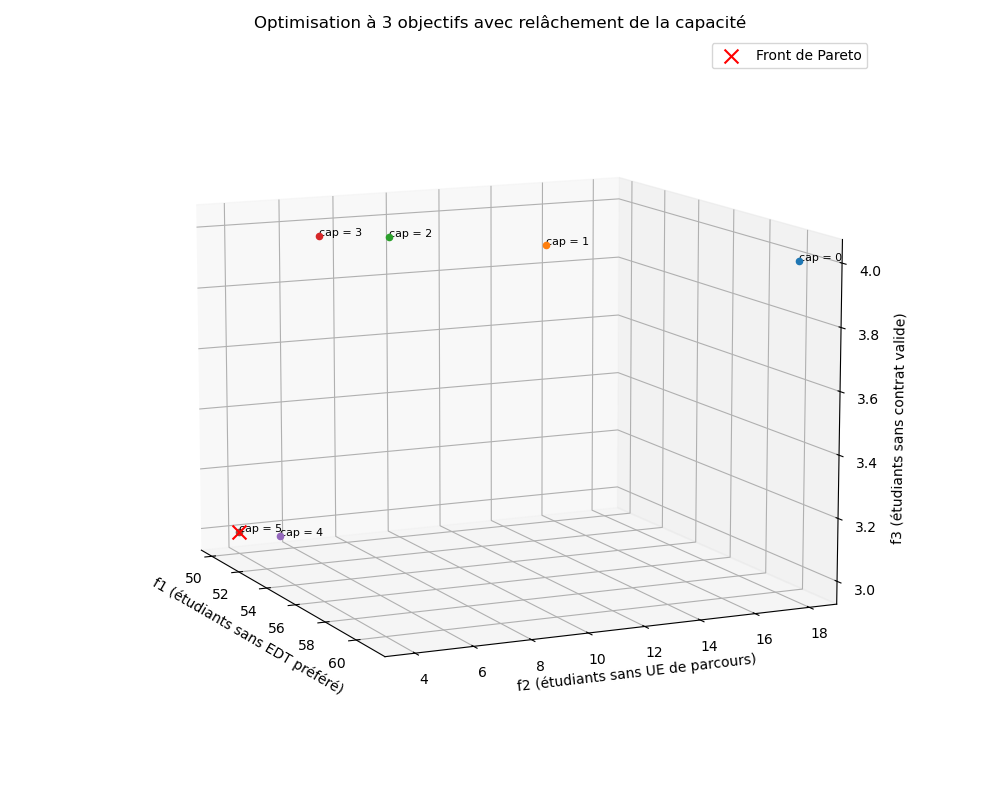 Optimisation à 3 objectifs avec relâchement de la capacité
Front de Pareto
cap = 3
cap = 2
cap = 1
cap = 0
cap = 5
cap = 4
50
52
54
56
58
60
f1 (étudiants sans EDT préféré)
4
6
8
10
12
14
16
18
f2 (étudiants sans UE de parcours)
4.0
3.8
3.6
3.4
3.2
3.0
f3 (étudiants sans contrat valide)